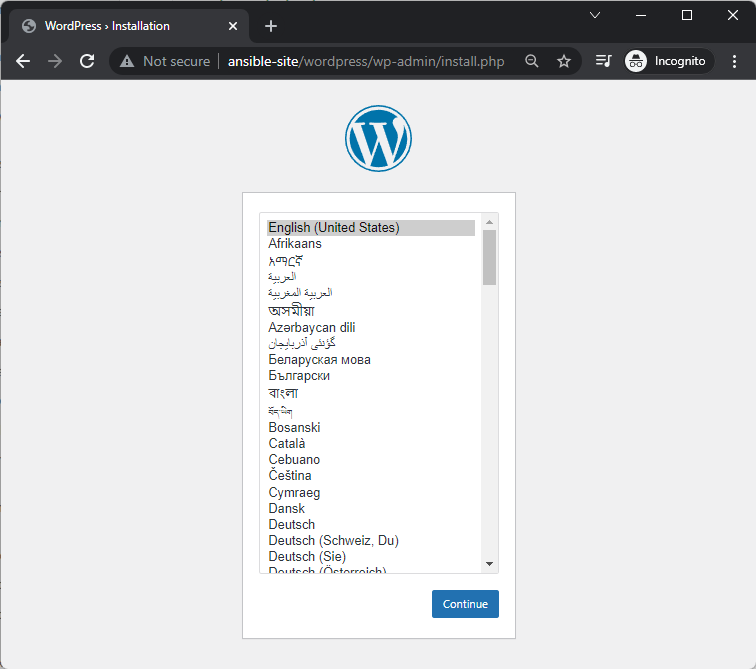 WordPress › Installation
Not secure ansible-site/wordpress/wp-admin/install.php Incognito
English (United States)
Afrikaans
አማርኛ
العربية
العربية المغربية
অসমীয়া
Azərbaycan dili
گؤنئی آذربایجان
Беларуская мова
Български
বাংলা
བོད་ཡིག
Bosanski
Català
Cebuano
Čeština
Cymraeg
Dansk
Deutsch
Deutsch (Schweiz, Du)
Deutsch (Sie)
Deutsch (Österreich)
Continue